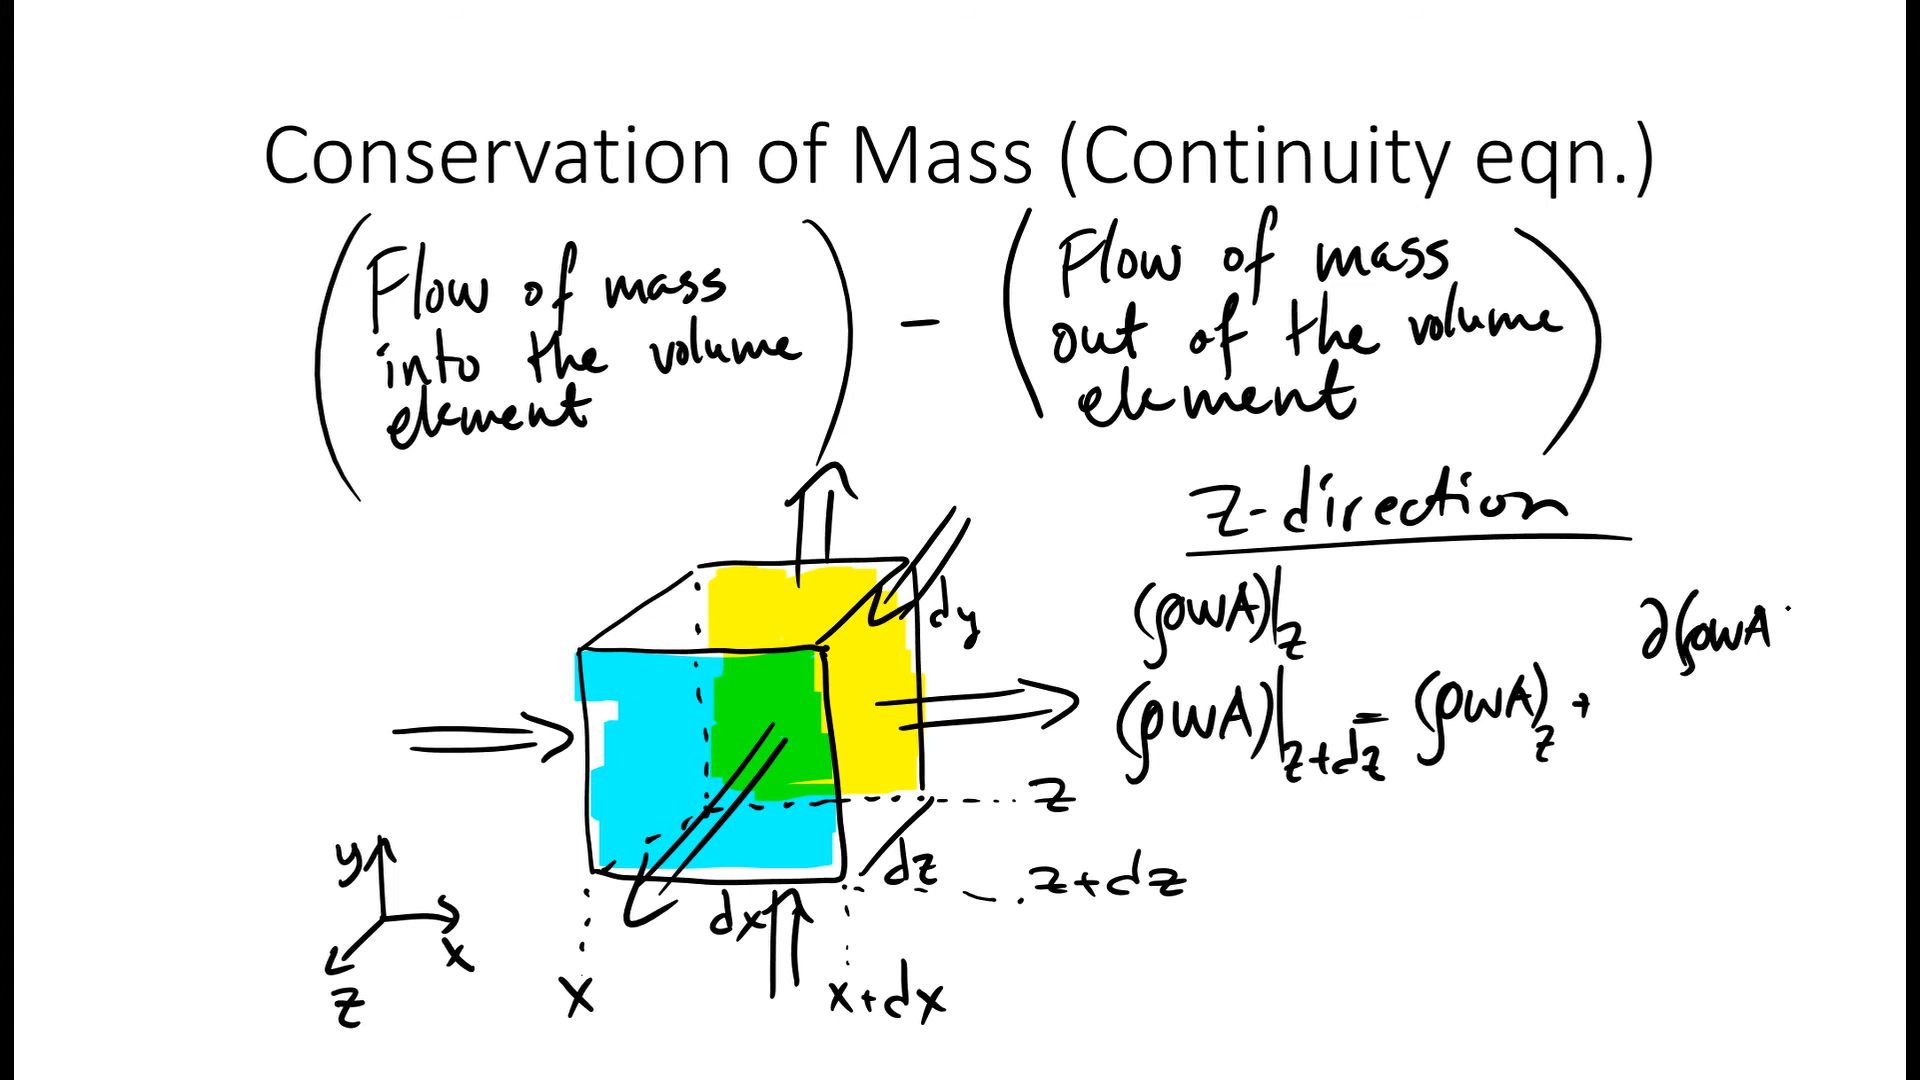 Conservation of Mass (Continuity eqn.)
(Flow of mass into the volume element) − (Flow of mass out of the volume element)
z-direction
(ρwA)|z
∂(ρwA
(ρwA)|z+dz = (ρwA)z +
dy
z
dz
z+dz
dx
y
x
z
x
x+dx